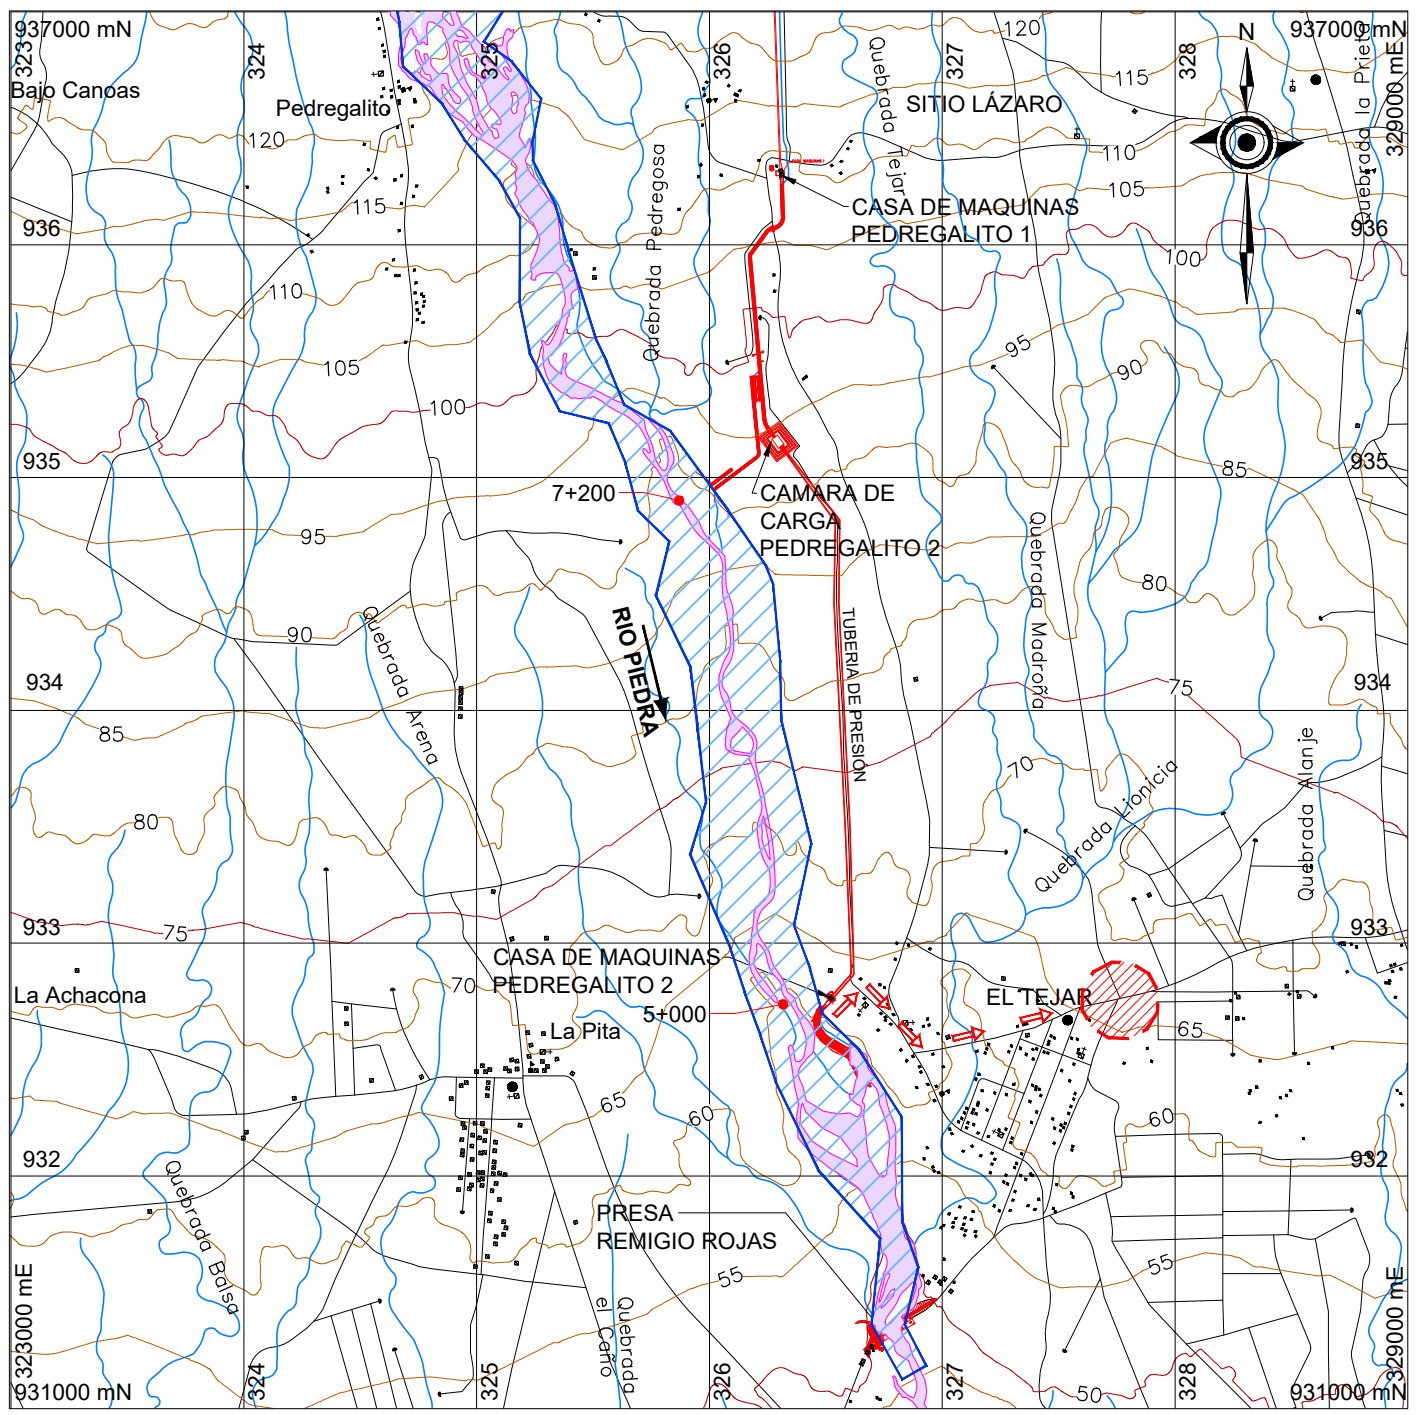 937000 mN
323
324
325
326
327
328
937000 mN
329000 mE
N
Bajo Canoas
Pedregalito
SITIO LÁZARO
120
115
110
105
120
115
110
105
Quebrada Tejar
Quebrada la Prieta
Quebrada Pedregosa
CASA DE MAQUINAS
PEDREGALITO 1
936
936
100
95
90
100
935
935
85
7+200
CAMARA DE
CARGA
PEDREGALITO 2
95
90
80
Quebrada Madroña
Quebrada Arena
RIO PIEDRA
TUBERIA DE PRESIÓN
934
934
75
85
70
80
Quebrada Lionicia
Quebrada Alanje
933
933
75
CASA DE MAQUINAS
PEDREGALITO 2
70
5+000
La Achacona
La Pita
EL TEJAR
65
65
60
60
932
932
Quebrada Balsa
PRESA
REMIGIO ROJAS
55
55
Quebrada
el Caño
50
323000 mE
931000 mN
324
325
326
327
328
931000 mN
329000 mE